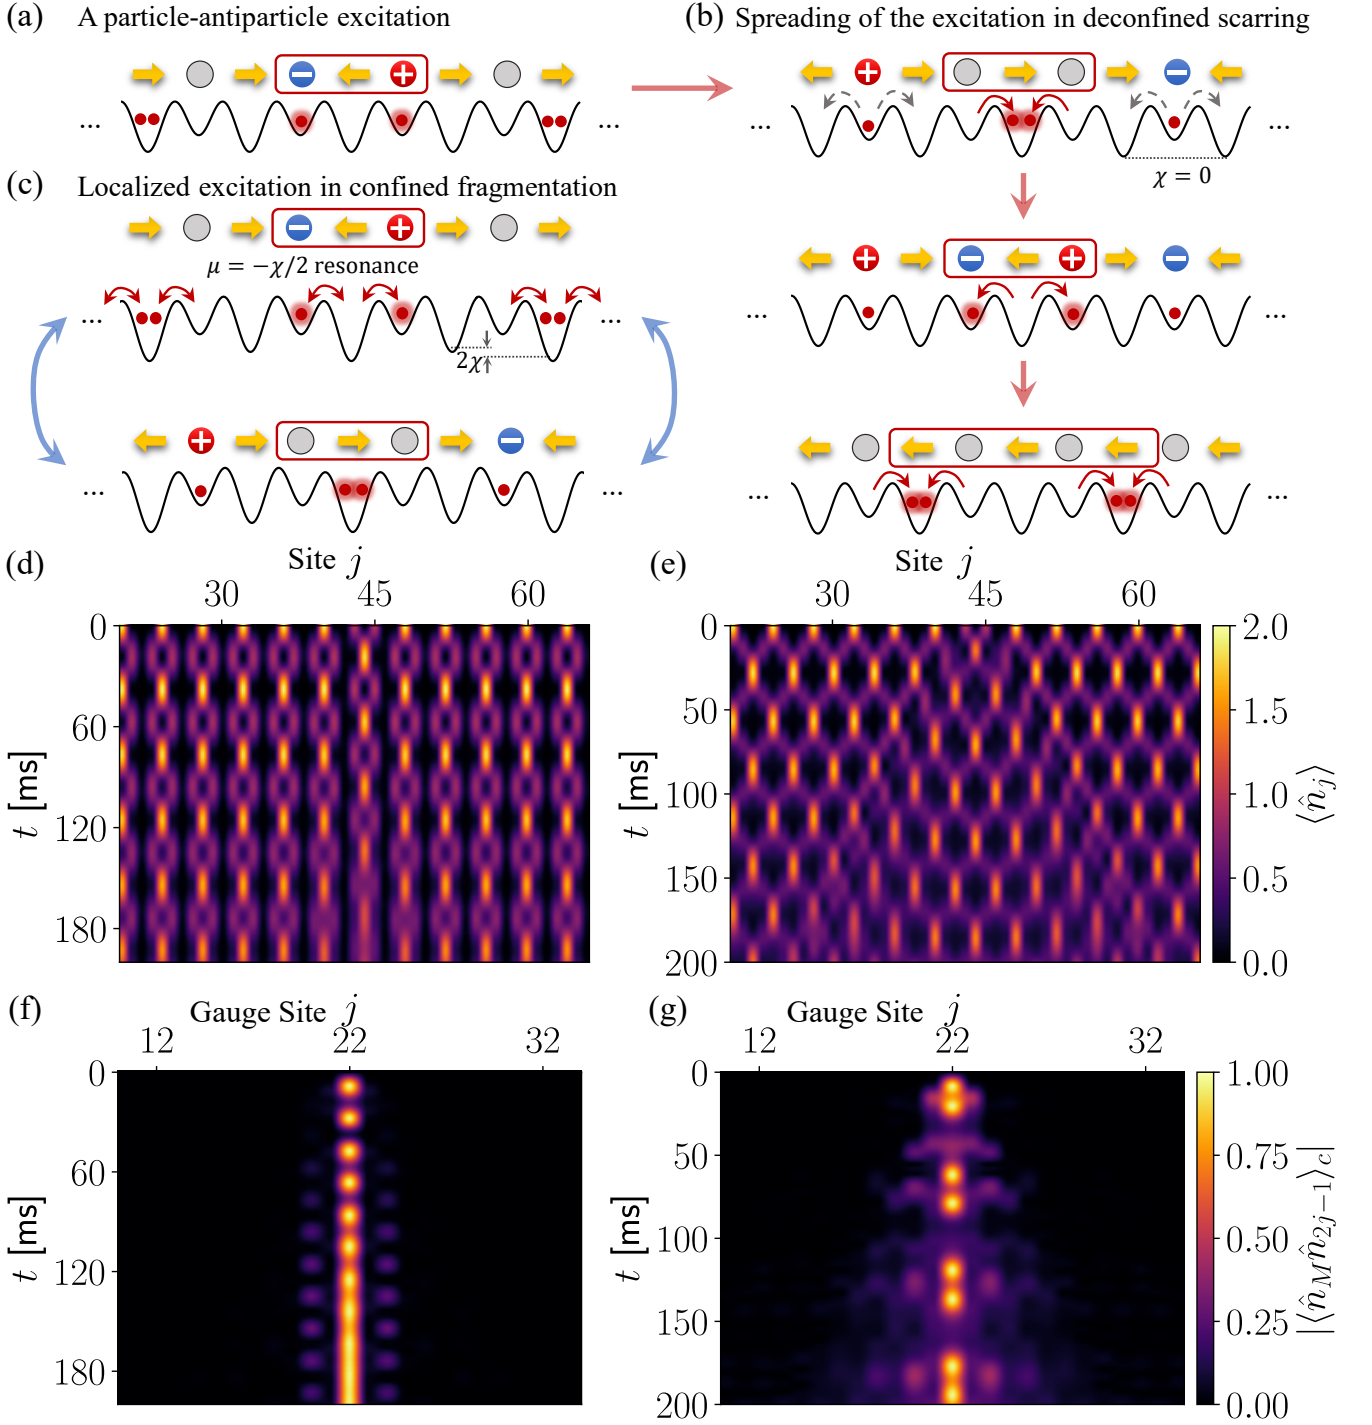 (a) A particle-antiparticle excitation
... ...
(b) Spreading of the excitation in deconfined scarring
... ...
χ = 0
(c) Localized excitation in confined fragmentation
μ = −χ/2 resonance
... ...
2χ
... ...
... ...
... ...
(d) Site j
30 45 60
0
60
120
180
t [ms]
(e) Site j
30 45 60
0
50
100
150
200
t [ms]
2.0
1.5
1.0
0.5
0.0
⟨n̂_j⟩
(f) Gauge Site j
12 22 32
0
60
120
180
t [ms]
(g) Gauge Site j
12 22 32
0
50
100
150
200
t [ms]
1.00
0.75
0.50
0.25
0.00
|⟨n̂_M n̂_{2j−1}⟩_c|